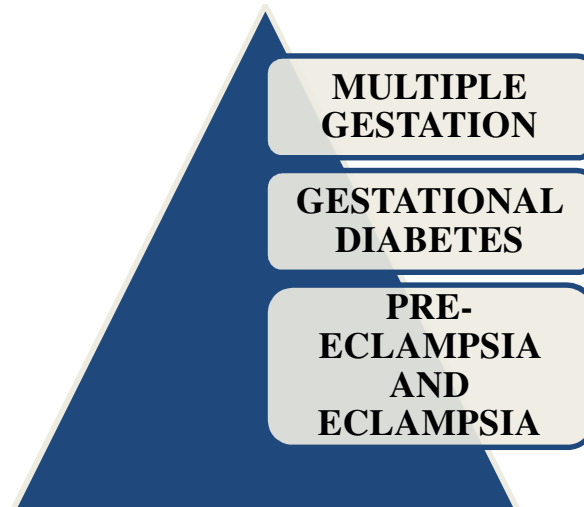 MULTIPLE
GESTATION
GESTATIONAL
DIABETES
PRE-
ECLAMPSIA
AND
ECLAMPSIA